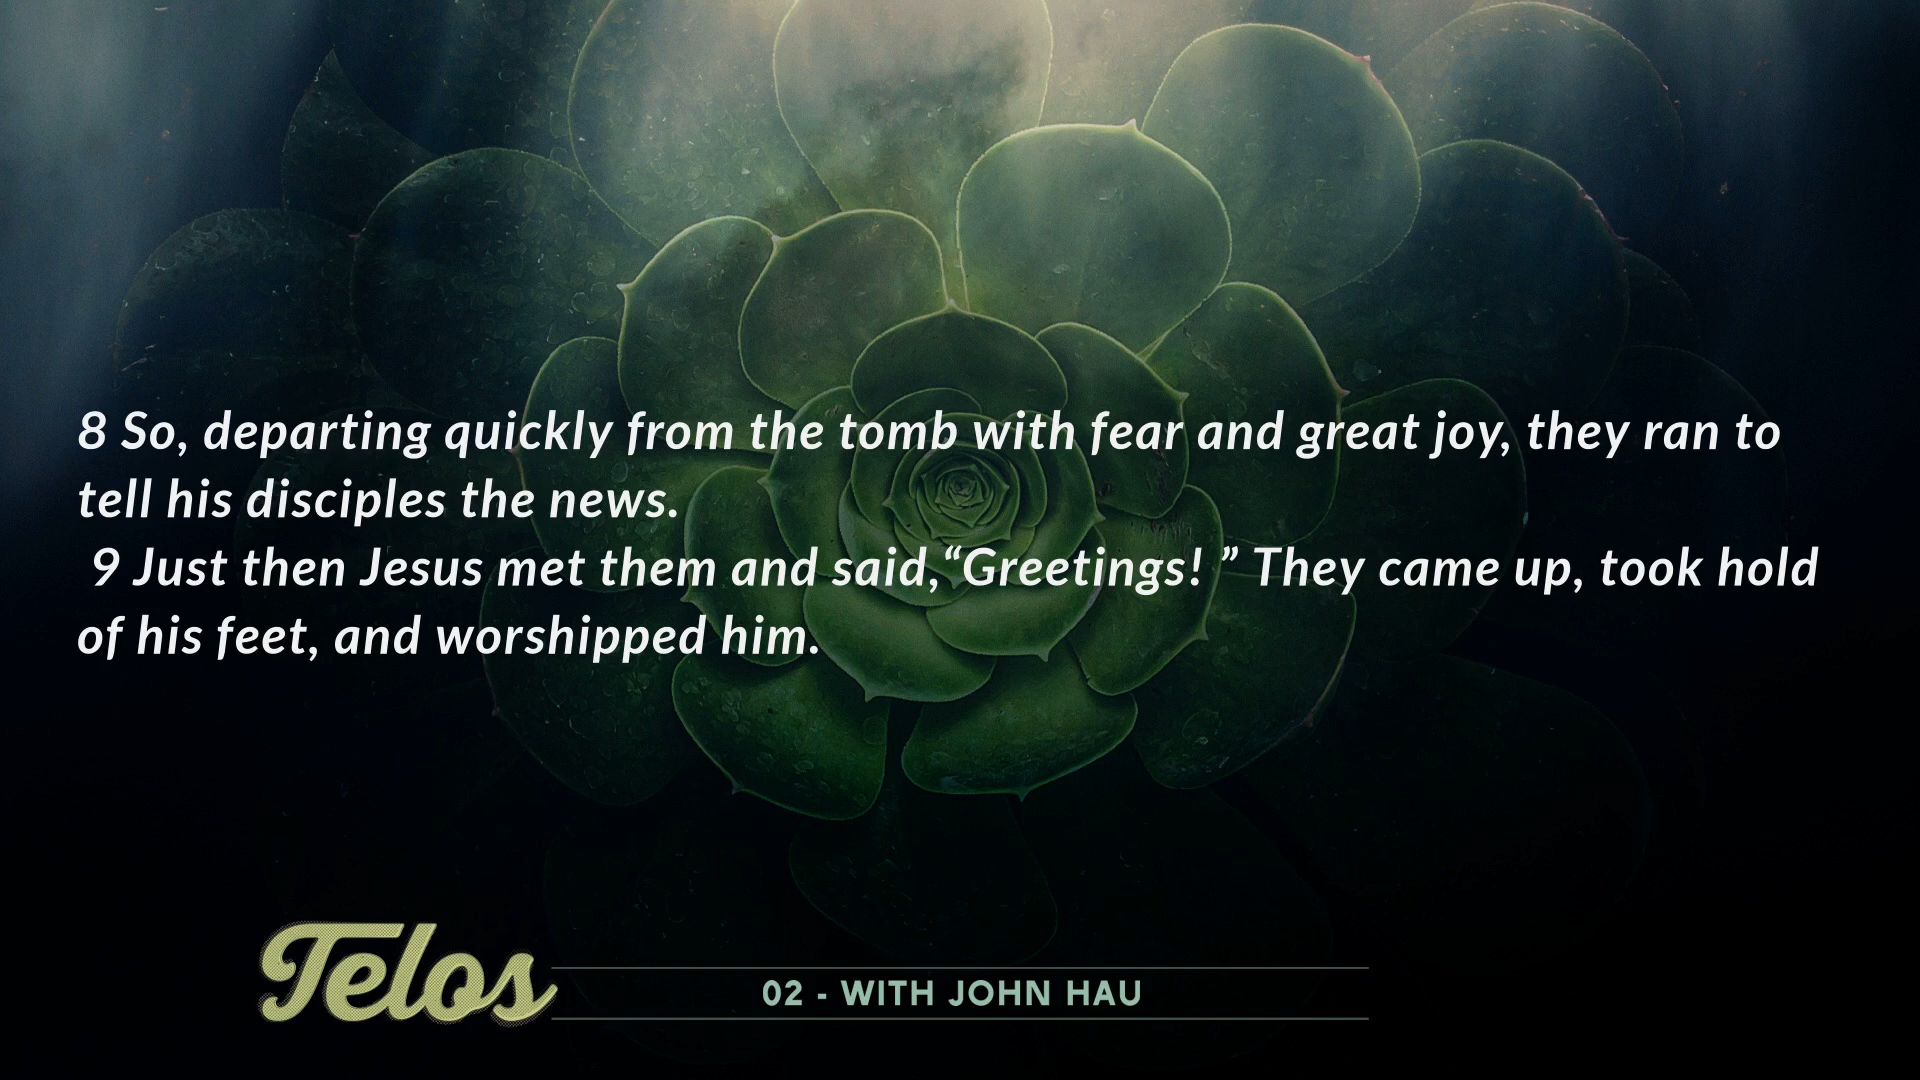 8 So, departing quickly from the tomb with fear and great joy, they ran to
tell his disciples the news.
9 Just then Jesus met them and said,“Greetings! ” They came up, took hold
of his feet, and worshipped him.
Telos
02 - WITH JOHN HAU